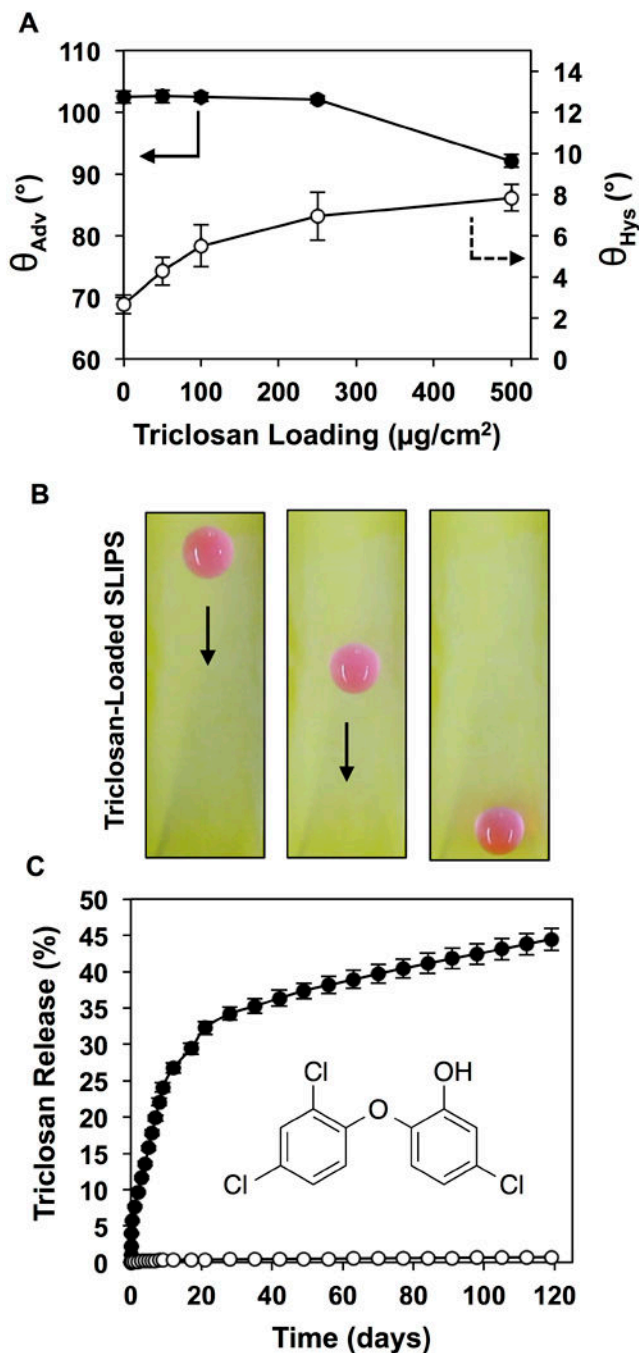 A
110
100
90
80
70
60
θAdv (°)
14
12
10
8
6
4
2
0
θHys (°)
0 100 200 300 400 500
Triclosan Loading (µg/cm²)
B
Triclosan-Loaded SLIPS
C
50
45
40
35
30
25
20
15
10
5
0
Triclosan Release (%)
Cl
OH
O
Cl
Cl
0 20 40 60 80 100 120
Time (days)